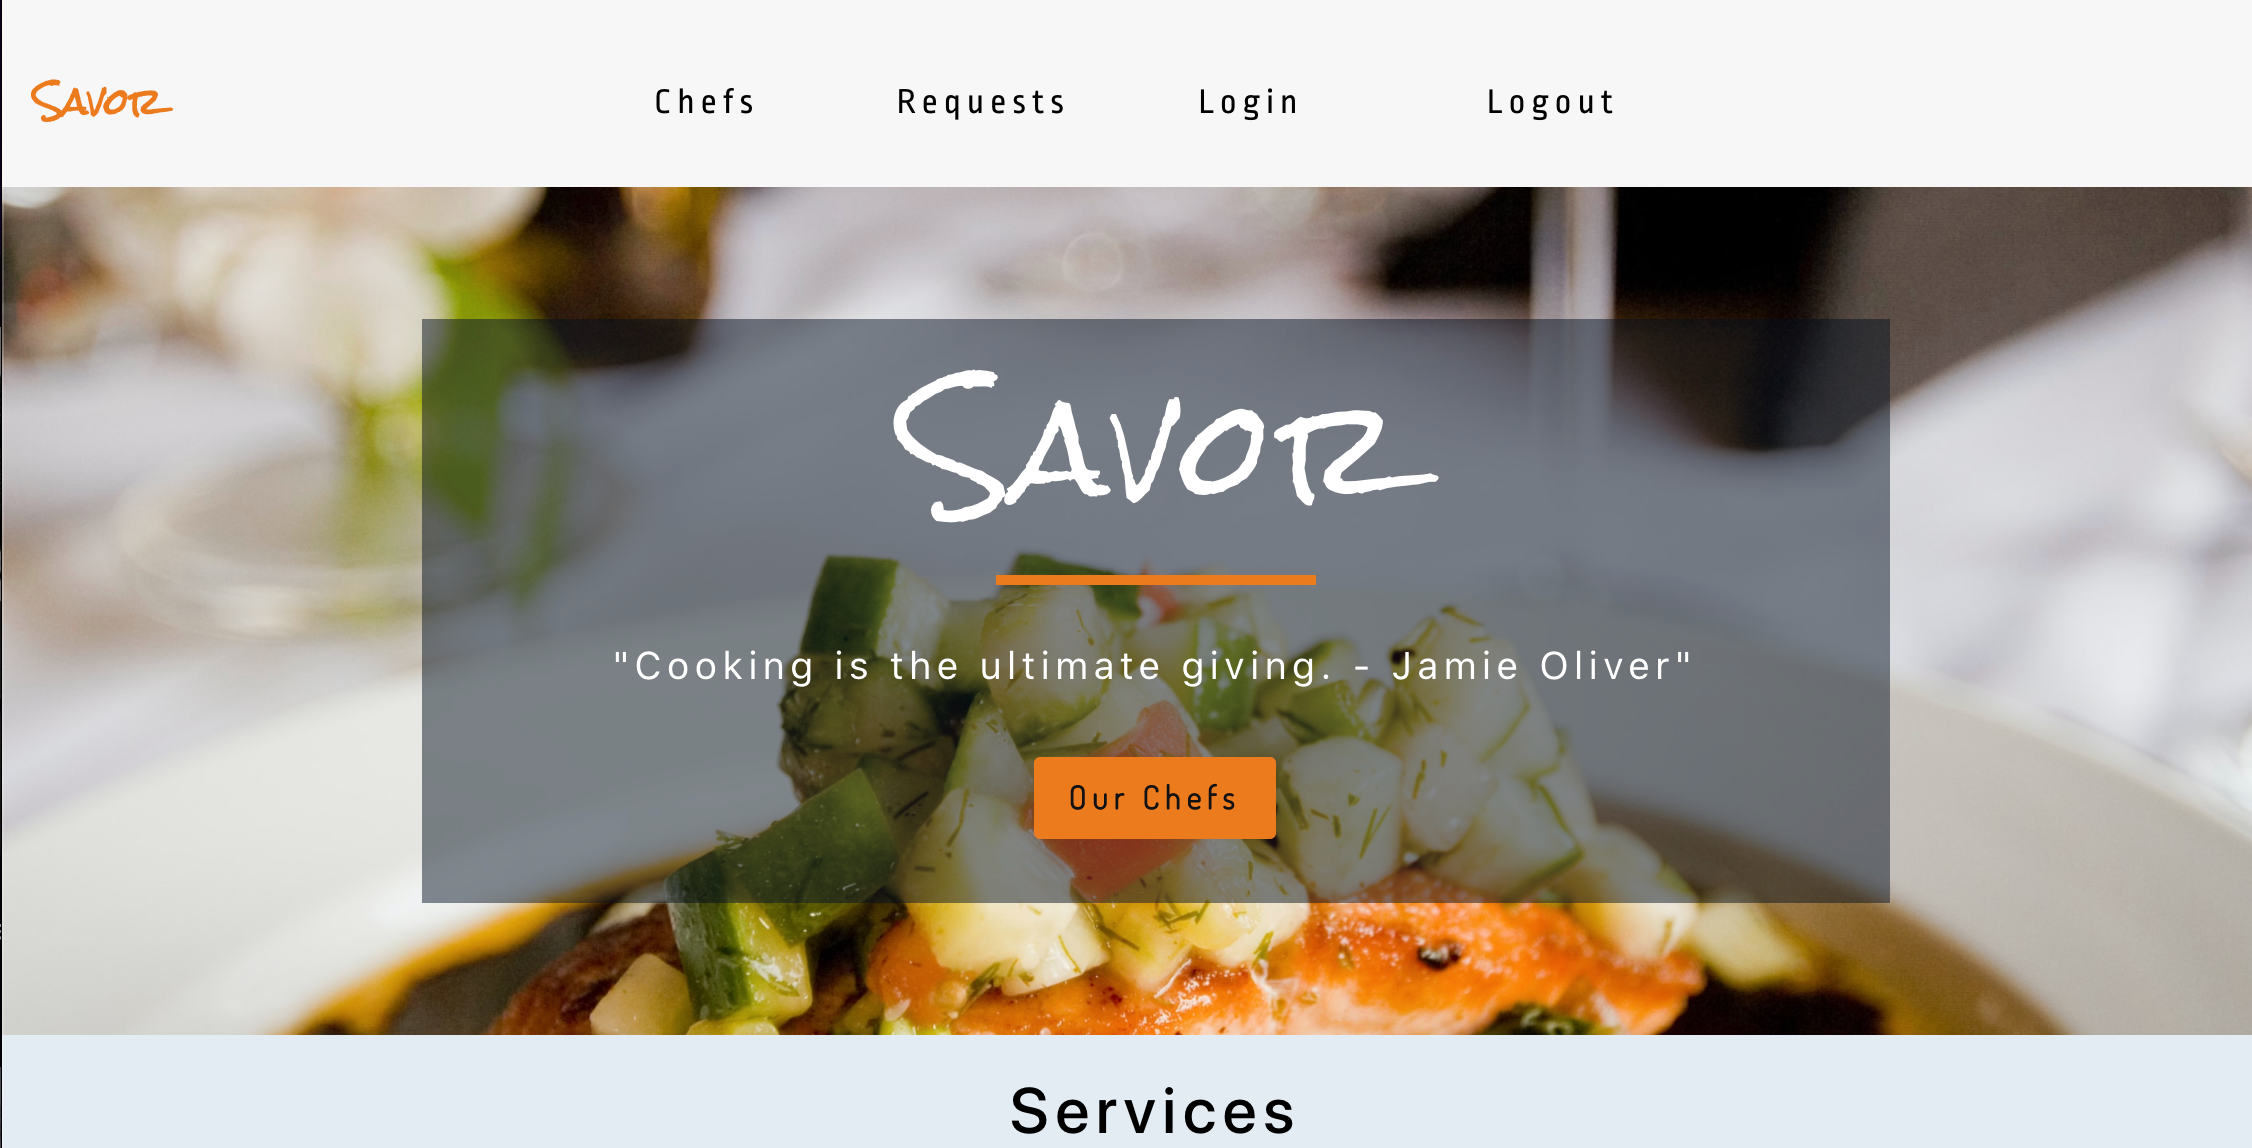 Savor
Chefs Requests Login Logout
Savor
"Cooking is the ultimate giving. - Jamie Oliver"
Our Chefs
Services